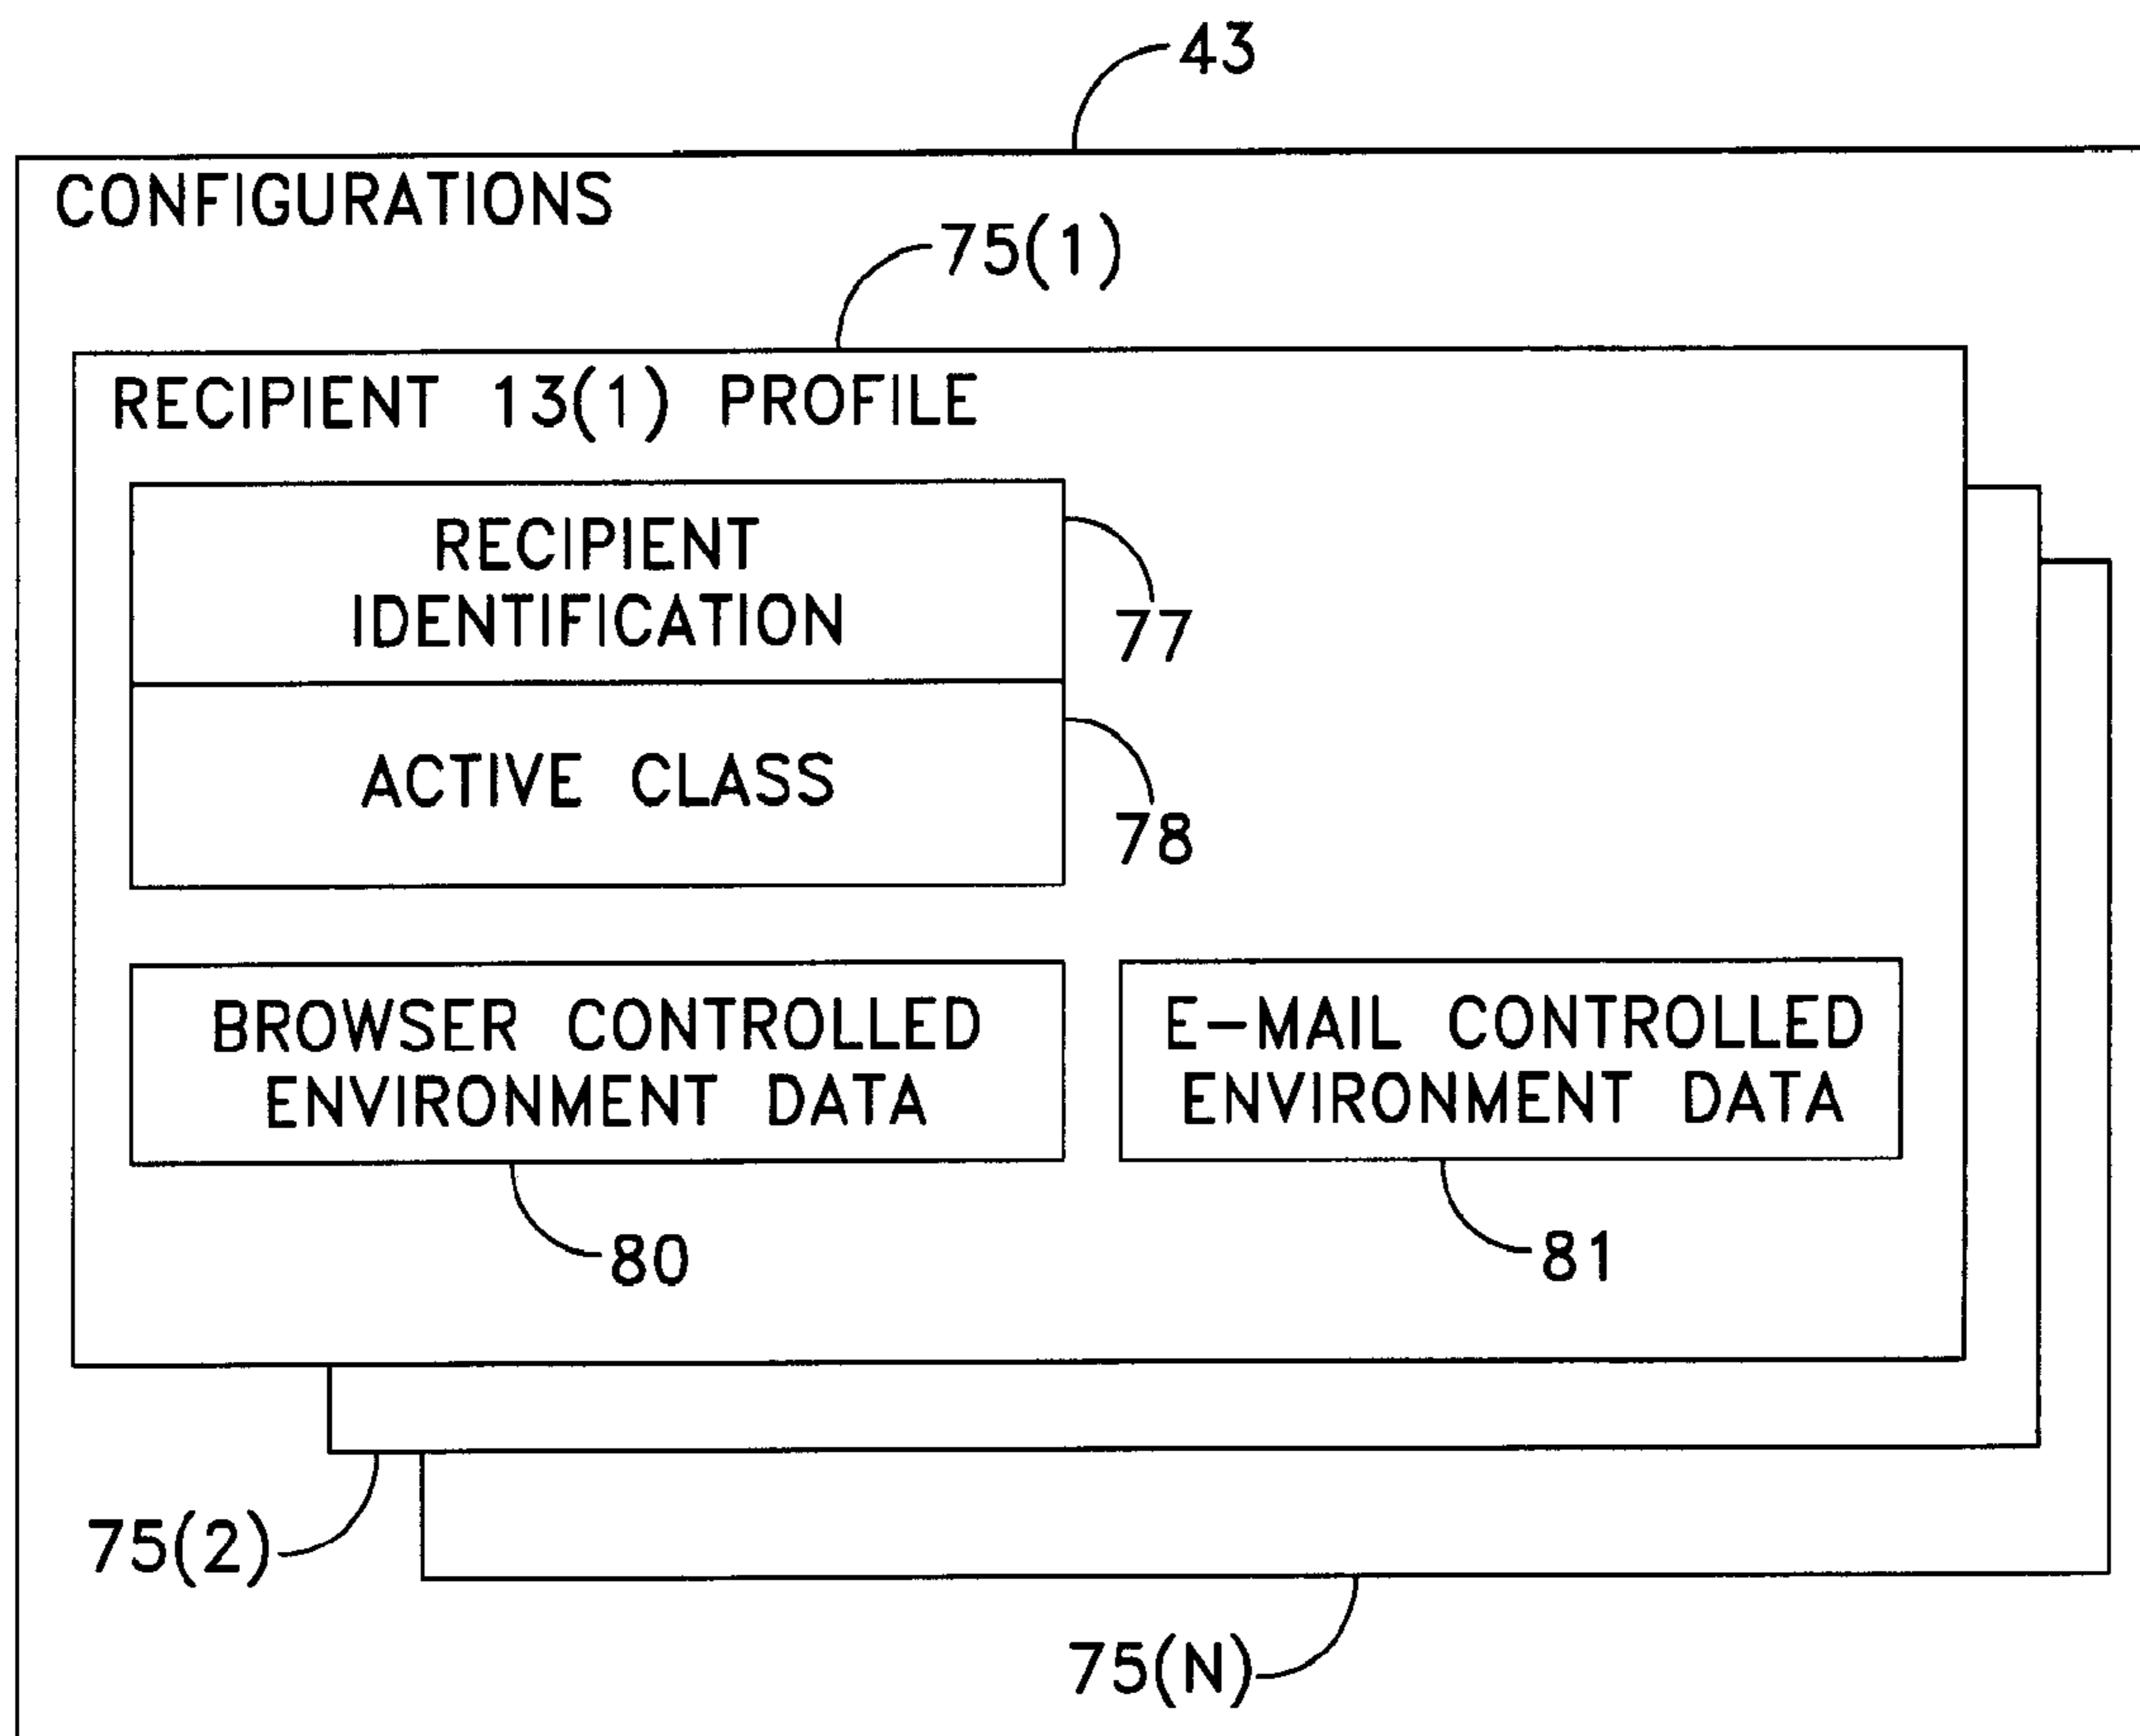 43
CONFIGURATIONS
75(1)
RECIPIENT 13(1) PROFILE
RECIPIENT
IDENTIFICATION
77
ACTIVE CLASS
78
BROWSER CONTROLLED
ENVIRONMENT DATA
E-MAIL CONTROLLED
ENVIRONMENT DATA
80
81
75(2)
75(N)